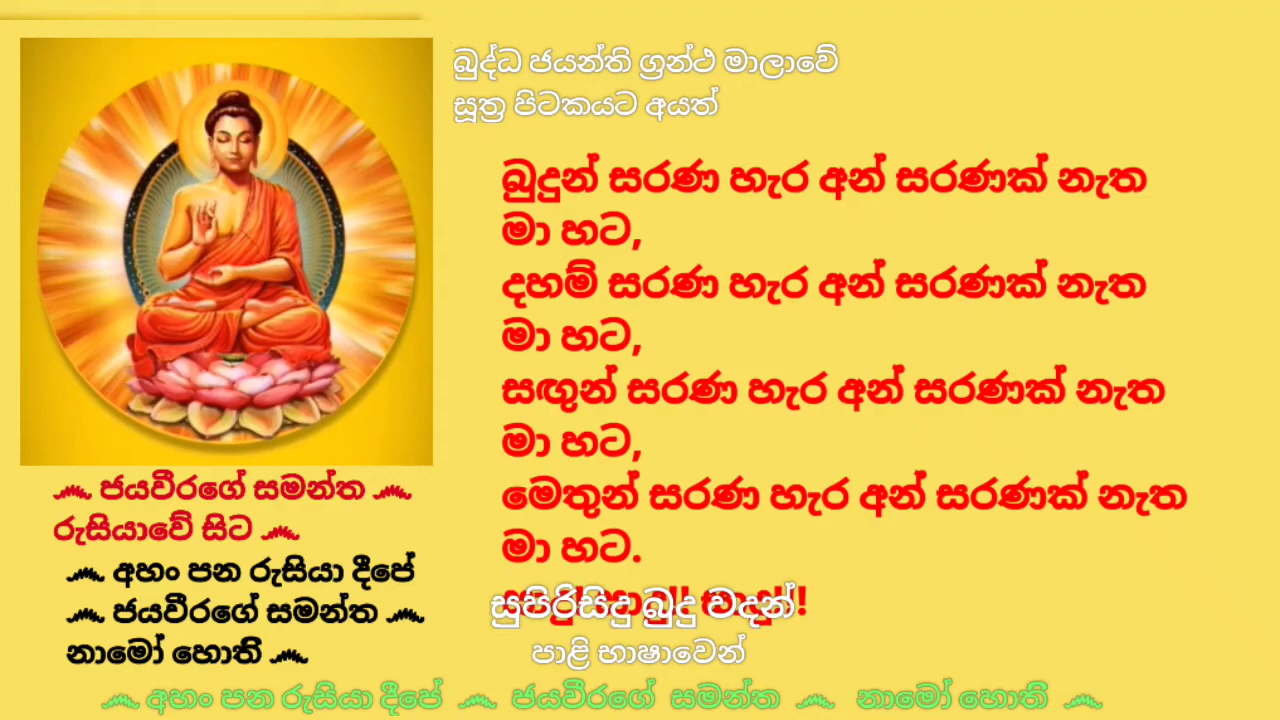 බුද්ධ ජයන්ති ග්‍රන්ථ මාලාවේ
සූත්‍ර පිටකයට අයත්
බුදුන් සරණ හැර අන් සරණක් නැත
මා හට,
දහම් සරණ හැර අන් සරණක් නැත
මා හට,
සඟුන් සරණ හැර අන් සරණක් නැත
මා හට,
මෙතුන් සරණ හැර අන් සරණක් නැත
මා හට.
සුපිරිසිදු බුදු වදන්
පාළි භාෂාවෙන්
෴ ජයවීරගේ සමන්ත ෴
රුසියාවේ සිට ෴
෴ අහං පන රුසියා දීපේ
෴ ජයවීරගේ සමන්ත ෴
නාමෝ හොති ෴
෴ අහං පන රුසියා දීපේ ෴ ජයවීරගේ සමන්ත ෴ නාමෝ හොති ෴